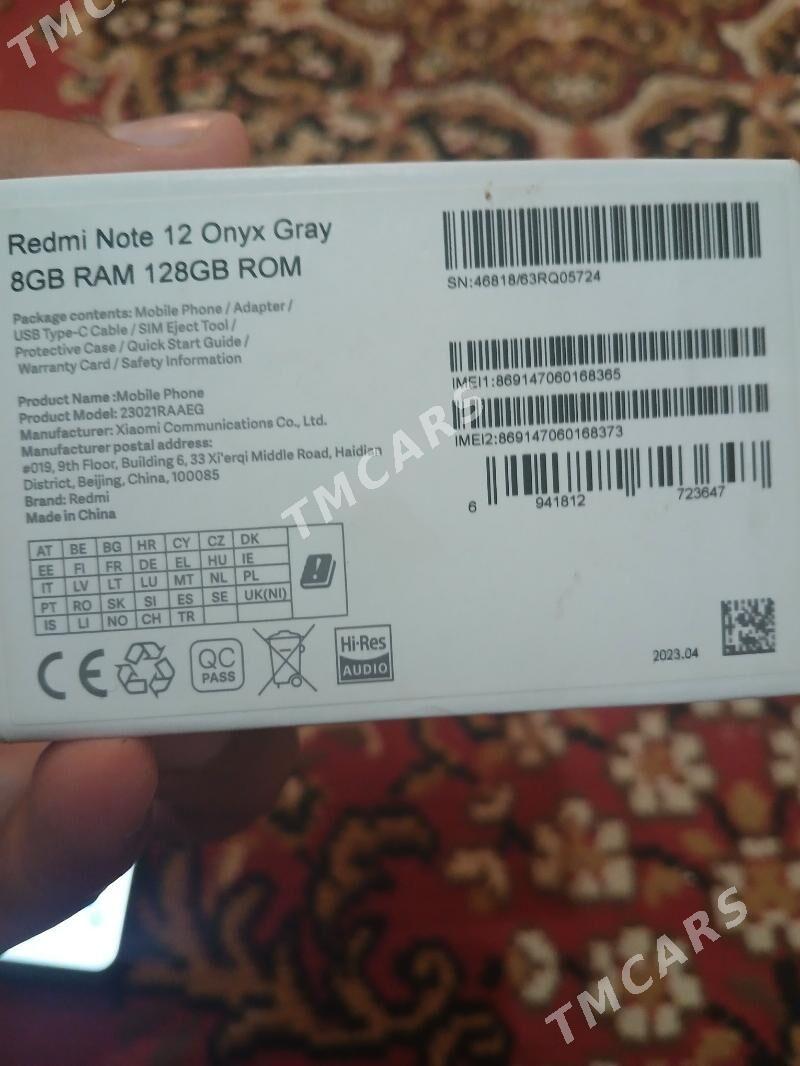 TMCARS
Redmi Note 12 Onyx Gray
8GB RAM 128GB ROM
Package contents: Mobile Phone / Adapter /
USB Type-C Cable / SIM Eject Tool /
Protective Case / Quick Start Guide /
Warranty Card / Safety Information
Product Name :Mobile Phone
Product Model: 23021RAAEG
Manufacturer: Xiaomi Communications Co., Ltd.
Manufacturer postal address:
#019, 9th Floor, Building 6, 33 Xi'erqi Middle Road, Haidian
District, Beijing, China, 100085
Brand: Redmi
Made in China
SN:46818/63RQ05724
IMEI1:869147060168365
IMEI2:869147060168373
6 941812 723647
TMCARS
AT BE BG HR CY CZ DK
EE FI FR DE EL HU IE
IT LV LT LU MT NL PL
PT RO SK SI ES SE UK(NI)
IS LI NO CH TR
CE
QC
PASS
Hi-Res
AUDIO
2023.04
TMCARS